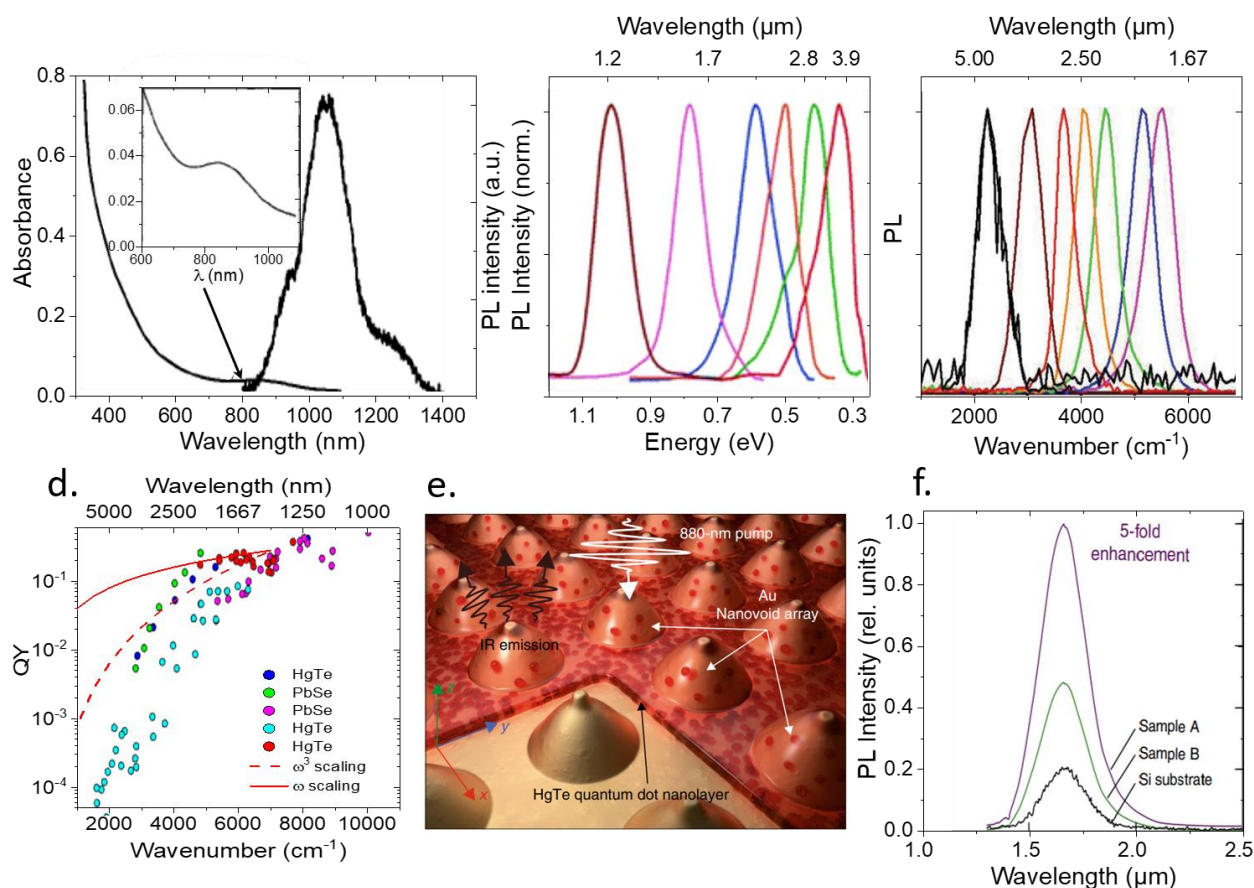 Wavelength (µm)
Wavelength (µm)
1.2 1.7 2.8 3.9
5.00 2.50 1.67
0.8
0.6
0.4
0.2
0.0
Absorbance
0.06
0.04
0.02
0.00
600 800 1000
λ (nm)
400 600 800 1000 1200 1400
Wavelength (nm)
PL intensity (a.u.)
PL Intensity (norm.)
1.1 0.9 0.7 0.5 0.3
Energy (eV)
PL
2000 4000 6000
Wavenumber (cm⁻¹)
d.
Wavelength (nm)
5000 2500 1667 1250 1000
QY
10⁻¹
10⁻²
10⁻³
10⁻⁴
HgTe
PbSe
PbSe
HgTe
HgTe
ω³ scaling
ω scaling
2000 4000 6000 8000 10000
Wavenumber (cm⁻¹)
e.
880-nm pump
Au
Nanovoid array
IR emission
z
y
x
HgTe quantum dot nanolayer
f.
PL Intensity (rel. units)
1.0
0.8
0.6
0.4
0.2
0.0
5-fold
enhancement
Sample A
Sample B
Si substrate
1.0 1.5 2.0 2.5
Wavelength (µm)